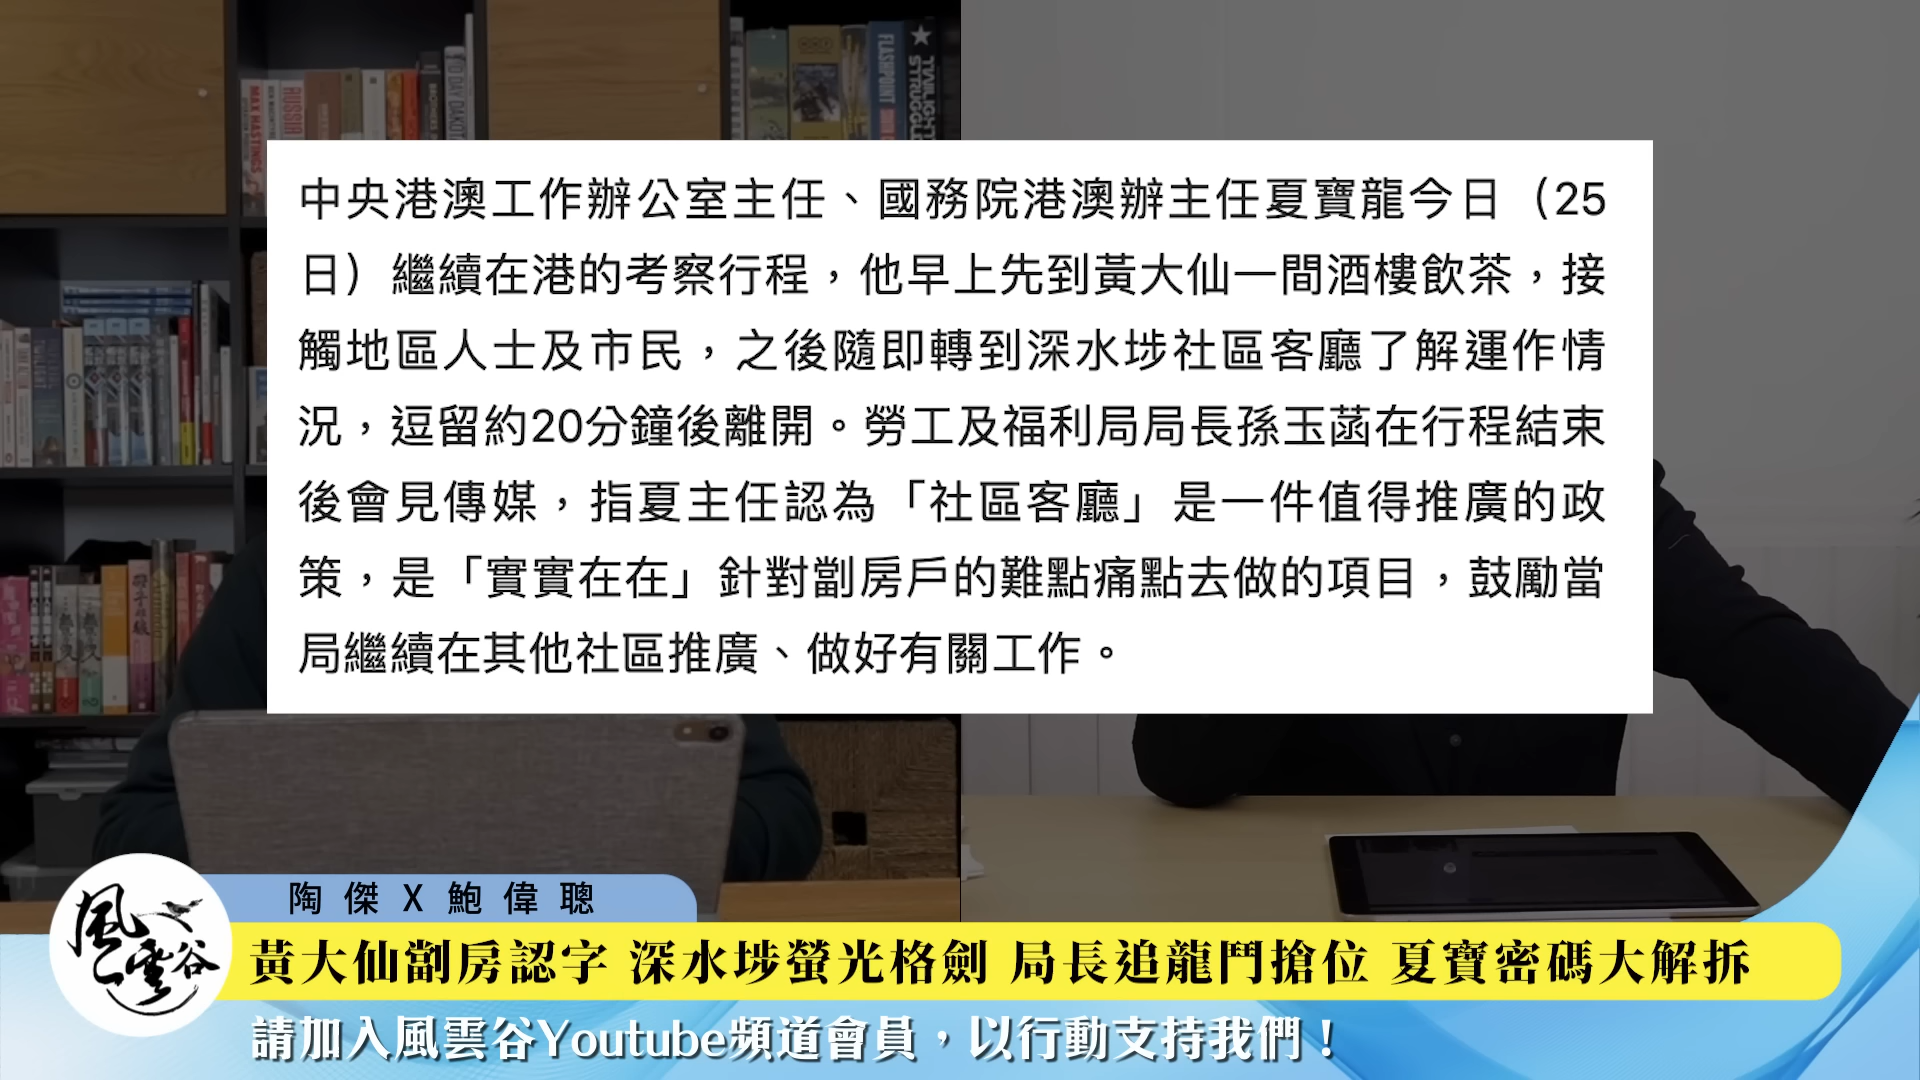 MAX HASTINGS
RUSSIA
FLASHPOINT
中央港澳工作辦公室主任、國務院港澳辦主任夏寶龍今日（25
日）繼續在港的考察行程，他早上先到黃大仙一間酒樓飲茶，接
觸地區人士及市民，之後隨即轉到深水埗社區客廳了解運作情
況，逗留約20分鐘後離開。勞工及福利局局長孫玉菡在行程結束
後會見傳媒，指夏主任認為「社區客廳」是一件值得推廣的政
策，是「實實在在」針對劏房戶的難點痛點去做的項目，鼓勵當
局繼續在其他社區推廣、做好有關工作。
風雲谷
陶傑X鮑偉聰
黃大仙劏房認字 深水埗螢光格劍 局長追龍鬥搶位 夏寶密碼大解拆
請加入風雲谷Youtube頻道會員，以行動支持我們！